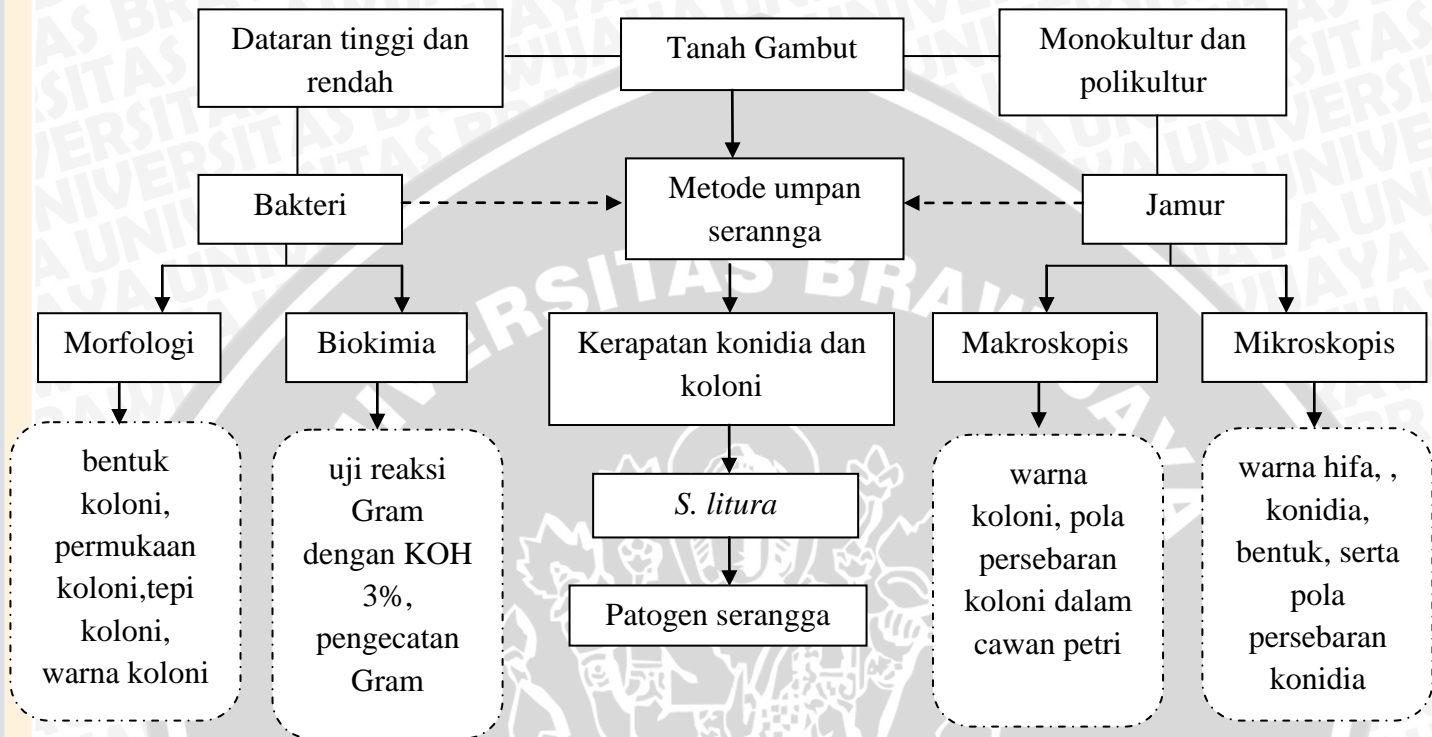 Dataran tinggi dan
rendah
Tanah Gambut
Monokultur dan
polikultur
Bakteri
Metode umpan
serannga
Jamur
Morfologi
Biokimia
Kerapatan konidia dan
koloni
Makroskopis
Mikroskopis
bentuk
koloni,
permukaan
koloni,tepi
koloni,
warna koloni
uji reaksi
Gram
dengan KOH
3%,
pengecatan
Gram
S. litura
Patogen serangga
warna
koloni, pola
persebaran
koloni dalam
cawan petri
warna hifa, ,
konidia,
bentuk, serta
pola
persebaran
konidia
UNIVERSITAS BRAWIJAYA